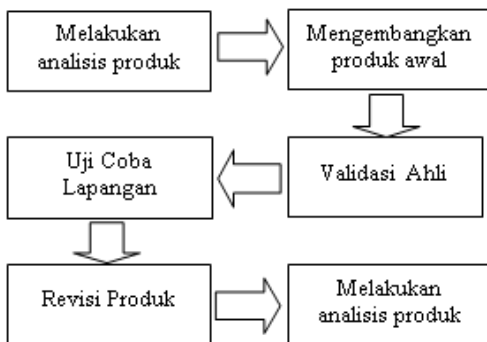 Melakukan
analisis produk
Mengembangkan
produk awal
Validasi Ahli
Uji Coba
Lapangan
Revisi Produk
Melakukan
analisis produk